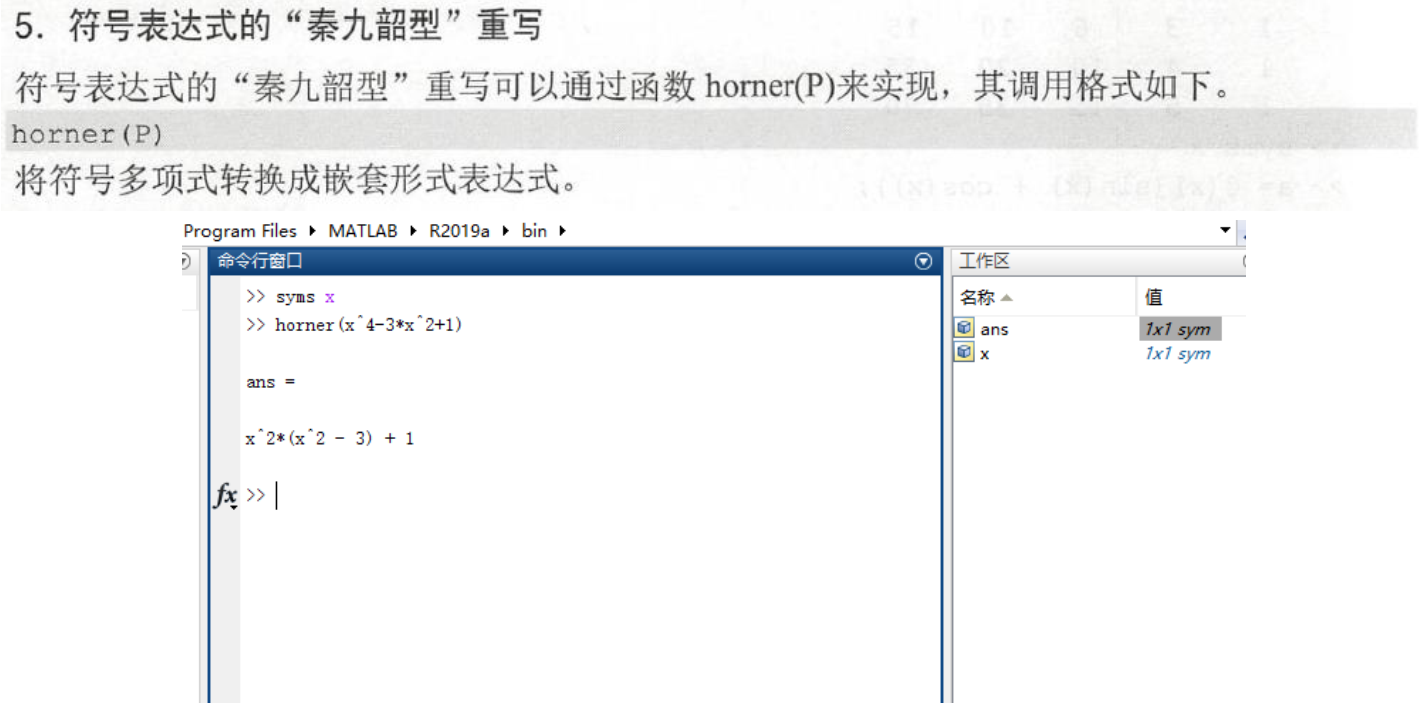 5. 符号表达式的“秦九韶型”重写
符号表达式的“秦九韶型”重写可以通过函数 horner(P)来实现，其调用格式如下。
horner(P)
将符号多项式转换成嵌套形式表达式。
Program Files ▸ MATLAB ▸ R2019a ▸ bin ▸
命令行窗口
>> syms x
>> horner(x^4-3*x^2+1)
ans =
x^2*(x^2 - 3) + 1
fx >>
工作区
名称 值
ans 1x1 sym
x 1x1 sym